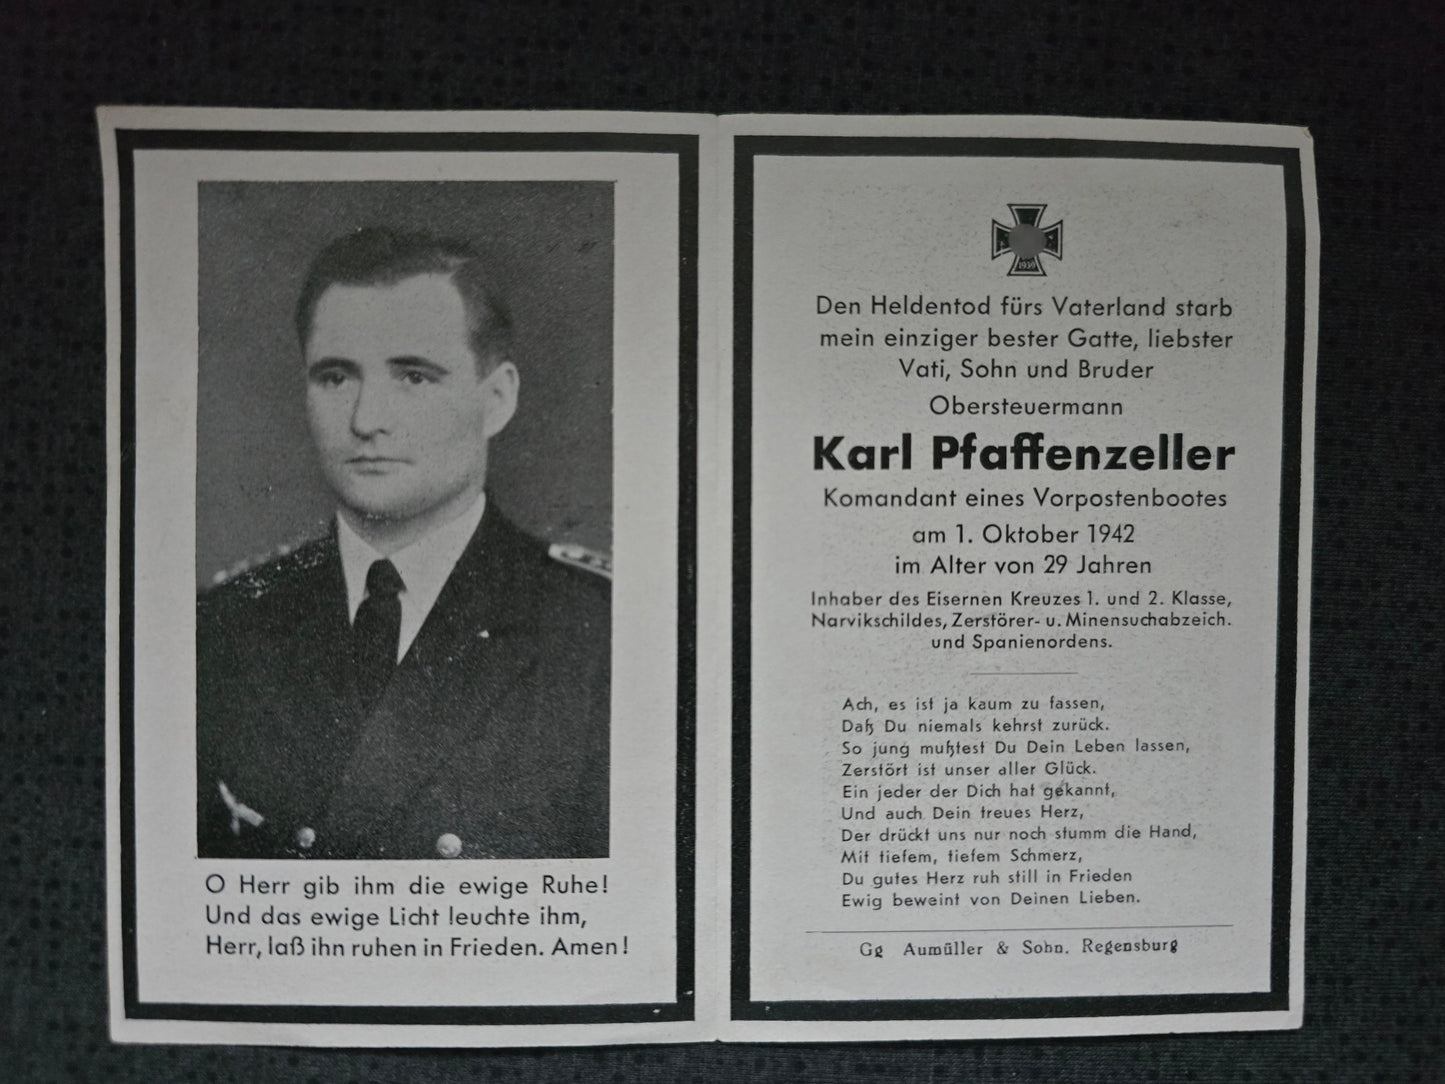 O Herr gib ihm die ewige Ruhe!
Und das ewige Licht leuchte ihm,
Herr, laß ihn ruhen in Frieden. Amen!
1939
Den Heldentod fürs Vaterland starb
mein einziger bester Gatte, liebster
Vati, Sohn und Bruder
Obersteuermann
Karl Pfaffenzeller
Komandant eines Vorpostenbootes
am 1. Oktober 1942
im Alter von 29 Jahren
Inhaber des Eisernen Kreuzes 1. und 2. Klasse,
Narvikschildes, Zerstörer- u. Minensuchabzeich.
und Spanienordens.
Ach, es ist ja kaum zu fassen,
Daß Du niemals kehrst zurück.
So jung mußtest Du Dein Leben lassen,
Zerstört ist unser aller Glück.
Ein jeder der Dich hat gekannt,
Und auch Dein treues Herz,
Der drückt uns nur noch stumm die Hand,
Mit tiefem, tiefem Schmerz,
Du gutes Herz ruh still in Frieden
Ewig beweint von Deinen Lieben.
Gg Aumüller & Sohn. Regensburg